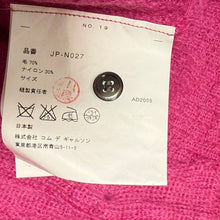 NO. 19
品番 JP-N027
毛 70%
ナイロン 30%
サイズ
縫製責任者
AD2005
日本製
株式会社 コム デ ギャルソン
東京都港区南青山5-11-5